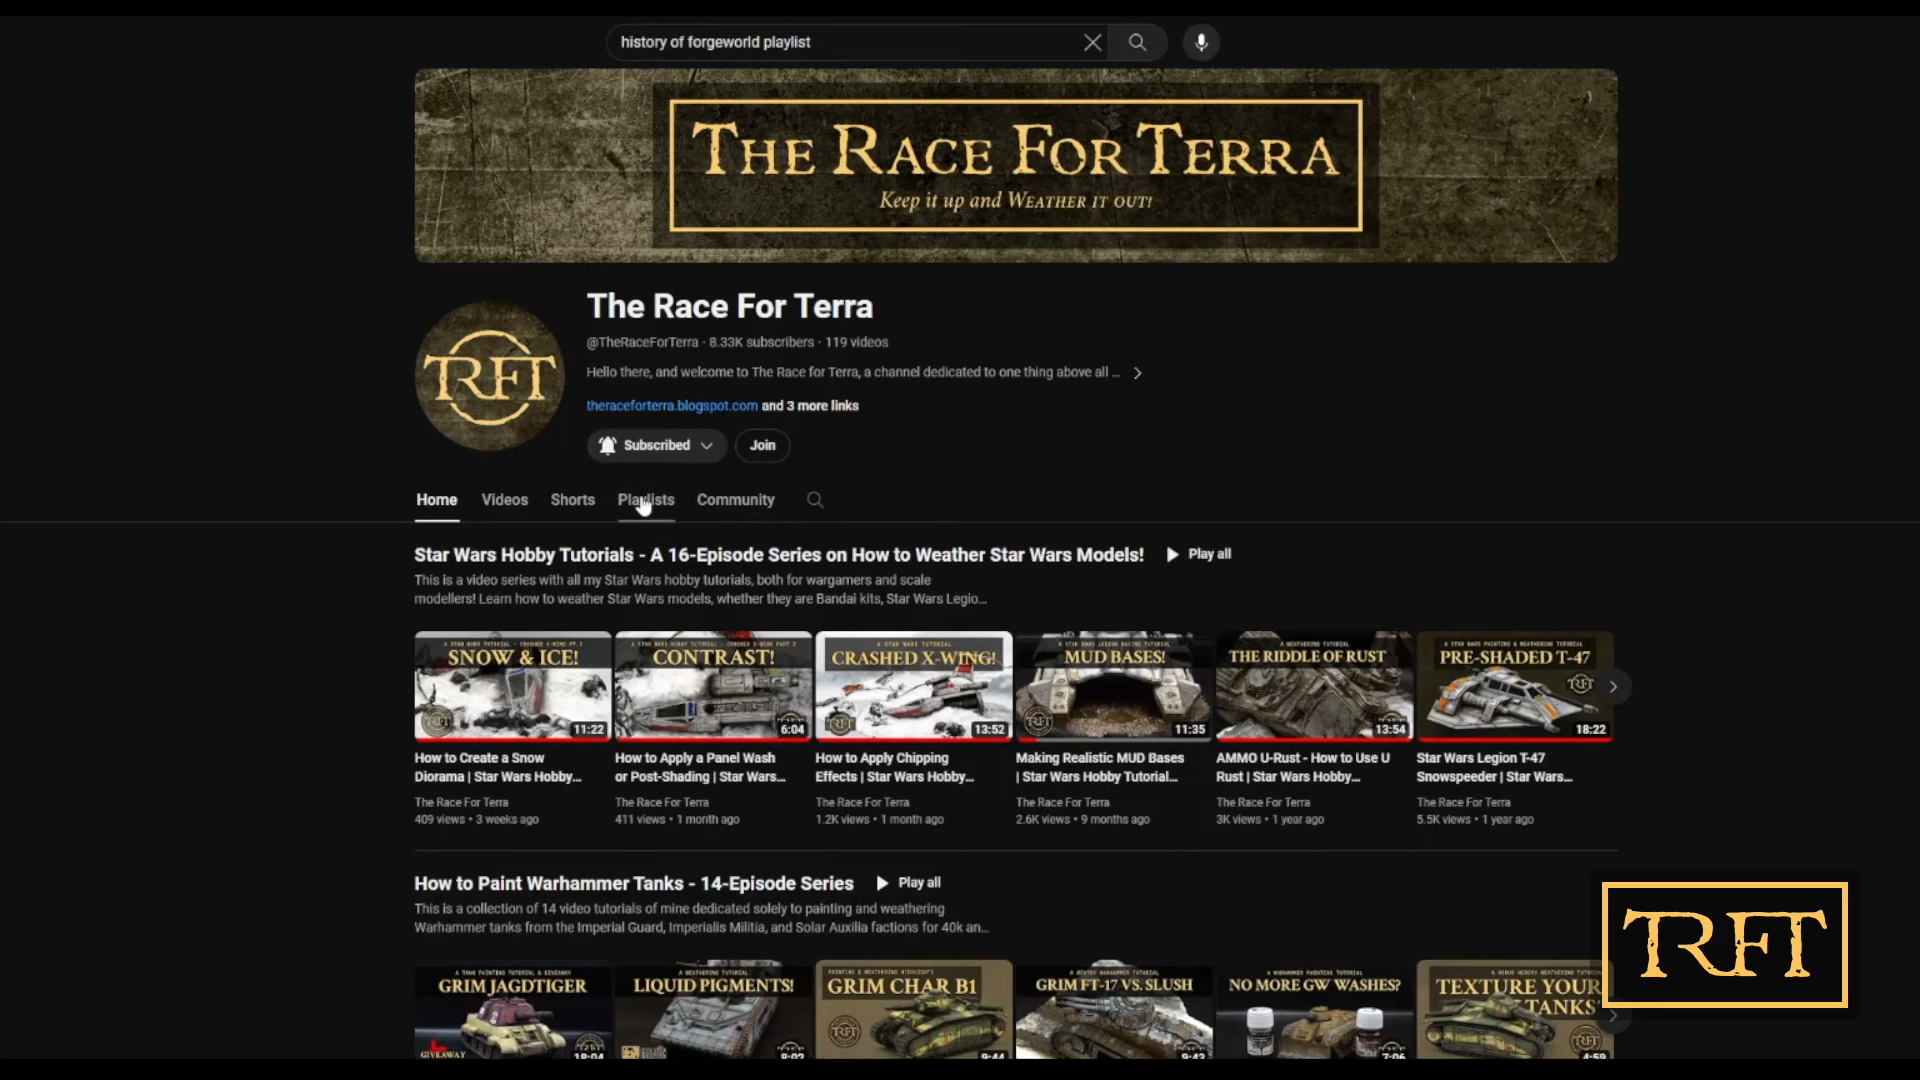 history of forgeworld playlist
THE RACE FOR TERRA
Keep it up and WEATHER IT OUT!
RFT
The Race For Terra
@TheRaceForTerra · 8.33K subscribers · 119 videos
Hello there, and welcome to The Race for Terra, a channel dedicated to one thing above all ...
theraceforterra.blogspot.com and 3 more links
Subscribed Join
Home Videos Shorts Playlists Community
Star Wars Hobby Tutorials - A 16-Episode Series on How to Weather Star Wars Models! Play all
This is a video series with all my Star Wars hobby tutorials, both for wargamers and scale
modellers! Learn how to weather Star Wars models, whether they are Bandai kits, Star Wars Legio...
SNOW & ICE! CONTRAST! CRASHED X-WING! MUD BASES! THE RIDDLE OF RUST PRE-SHADED T-47
11:22 6:04 13:52 11:35 13:54 18:22
How to Create a Snow How to Apply a Panel Wash How to Apply Chipping Making Realistic MUD Bases AMMO U-Rust - How to Use U Star Wars Legion T-47
Diorama | Star Wars Hobby... or Post-Shading | Star Wars... Effects | Star Wars Hobby... | Star Wars Hobby Tutorial... Rust | Star Wars Hobby... Snowspeeder | Star Wars...
The Race For Terra The Race For Terra The Race For Terra The Race For Terra The Race For Terra The Race For Terra
409 views • 3 weeks ago 411 views • 1 month ago 1.2K views • 1 month ago 2.6K views • 9 months ago 3K views • 1 year ago 5.5K views • 1 year ago
How to Paint Warhammer Tanks - 14-Episode Series Play all
This is a collection of 14 video tutorials of mine dedicated solely to painting and weathering
Warhammer tanks from the Imperial Guard, Imperialis Militia, and Solar Auxilia factions for 40k an...
GRIM JAGDTIGER LIQUID PIGMENTS! GRIM CHAR B1 GRIM FT-17 VS. SLUSH NO MORE GW WASHES? TEXTURE YOUR TANKS
GIVEAWAY 18:04 8:02 9:44 9:42 7:06 4:59
RFT